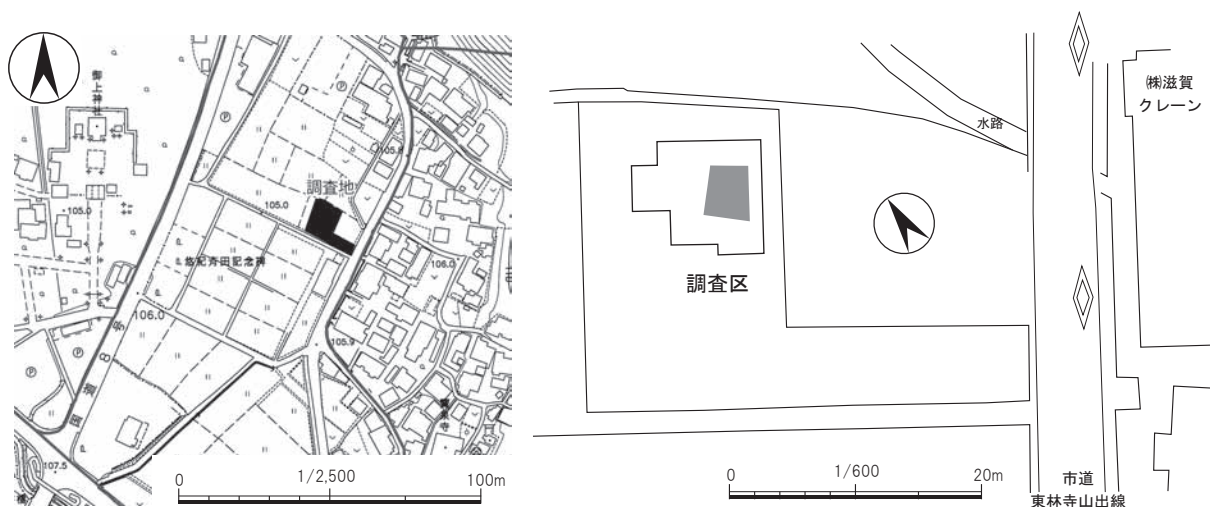 御上神社
105.8
調査地
105.0
105.0
悠紀斉田記念碑
106.0
106.0
105.9
国道8号
107.5
0
1/2,500
100m
㈱滋賀
クレーン
水路
調査区
0
1/600
20m
市道
東林寺山出線